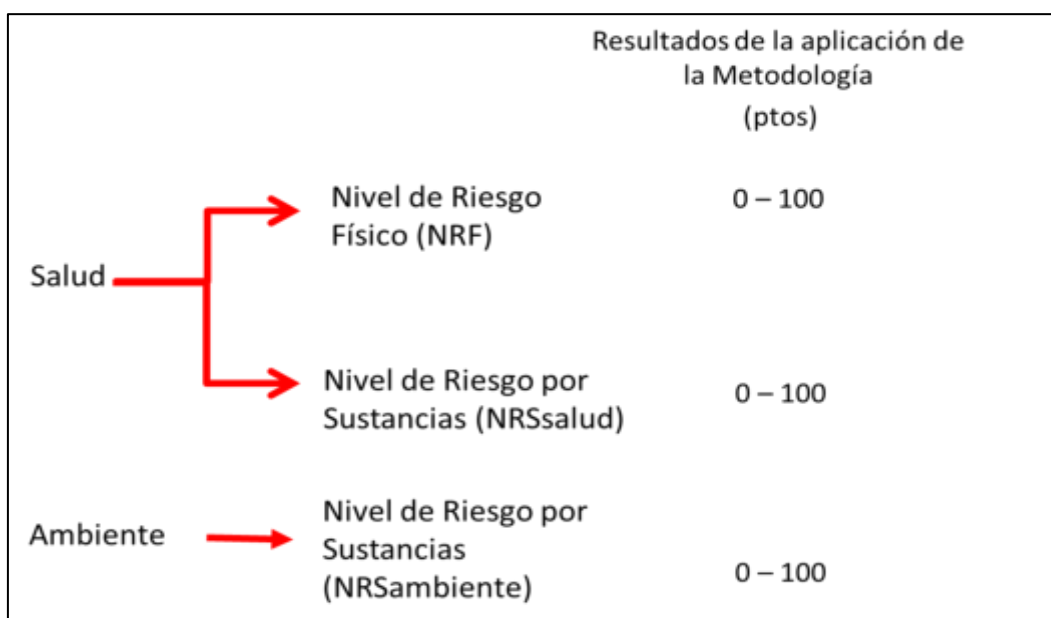 Resultados de la aplicación de
la Metodología
(ptos)
Nivel de Riesgo
Físico (NRF)
0 – 100
Salud
Nivel de Riesgo por
Sustancias (NRSsalud)
0 – 100
Ambiente
Nivel de Riesgo por
Sustancias
(NRSambiente)
0 – 100